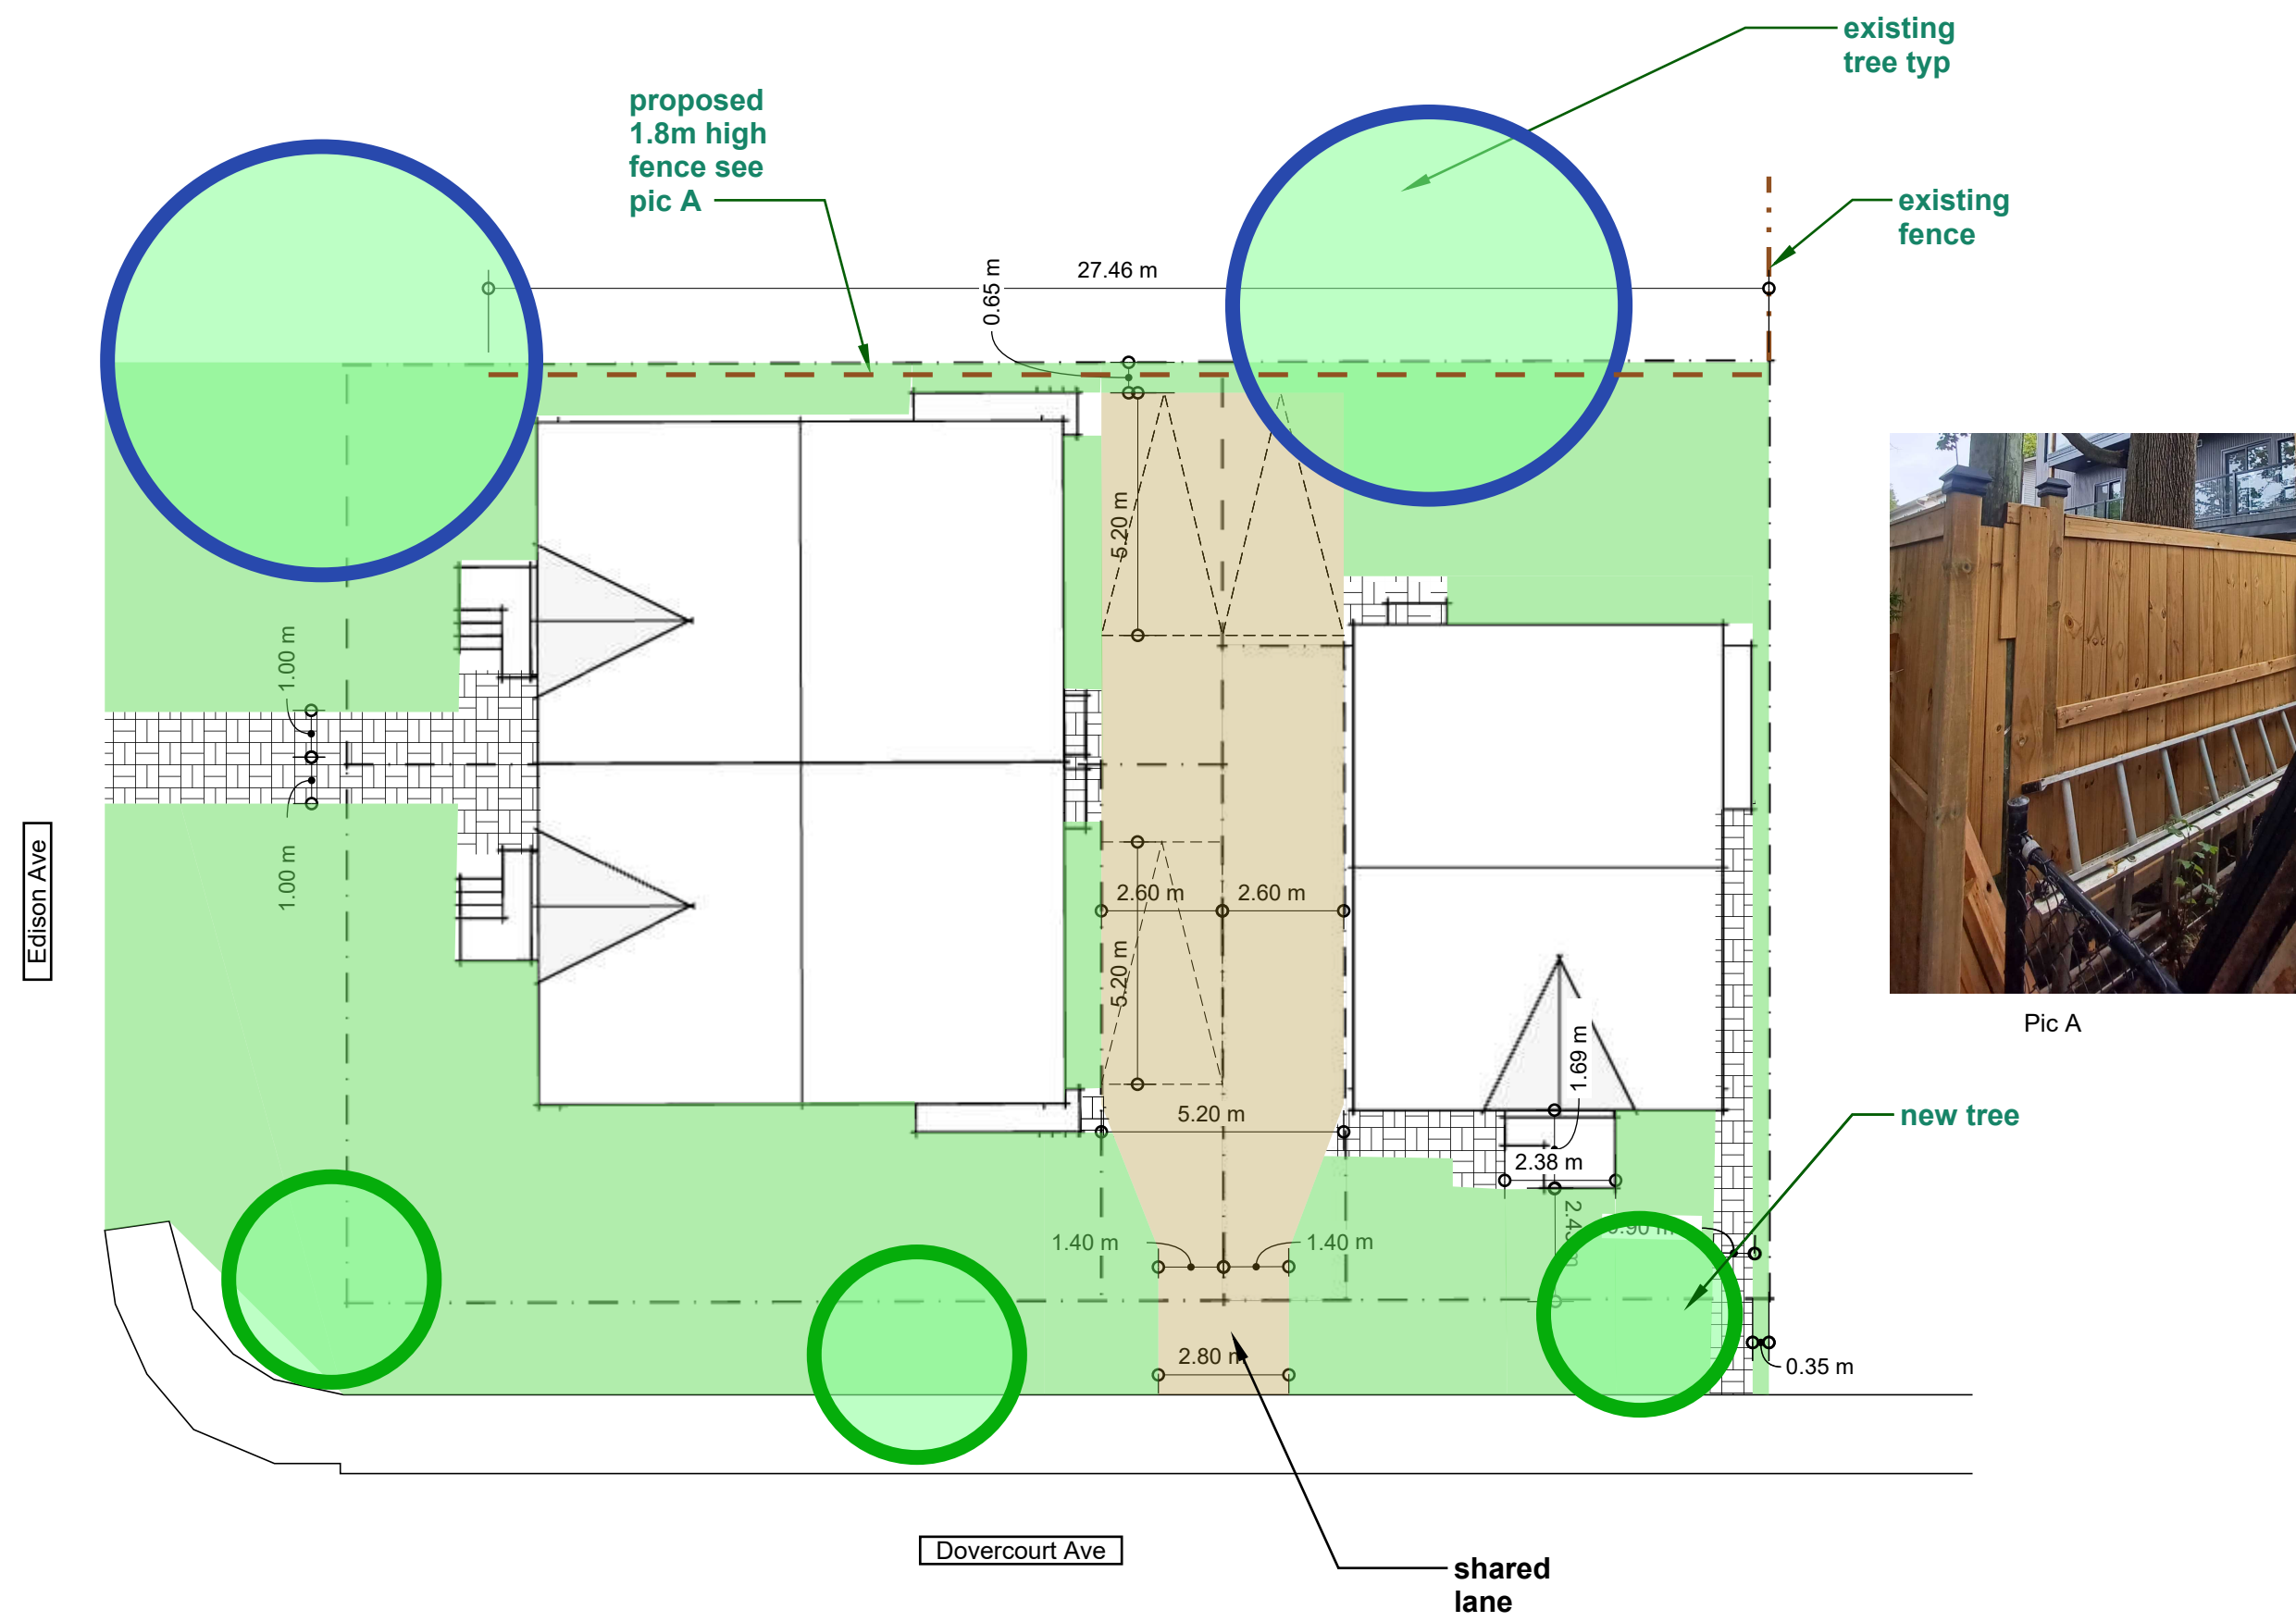 existing
tree typ
proposed
1.8m high
fence see
pic A
existing
fence
27.46 m
0.65 m
5.20 m
1.00 m
1.00 m
Edison Ave
2.60 m
2.60 m
5.20 m
Pic A
1.69 m
5.20 m
new tree
2.38 m
1.40 m
1.40 m
2.80 m
0.35 m
Dovercourt Ave
shared
lane